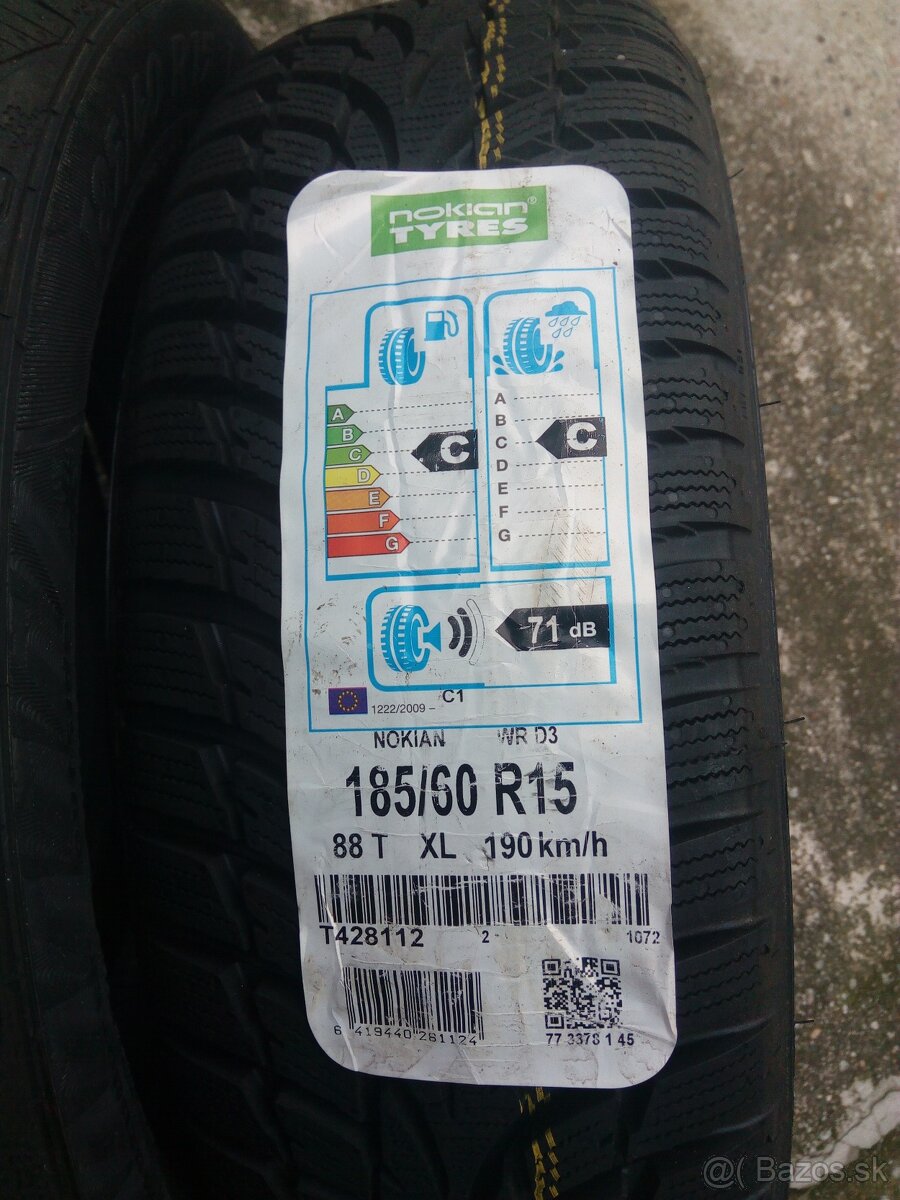 nokian®
TYRES
A
B
C
D
E
F
G
C
A
B
C
D
E
F
G
C
71 dB
1222/2009 - C1
NOKIAN WR D3
185/60 R15
88 T XL 190 km/h
T428112 2 1072
6 419440 281124
77 3378 1 45
@( Bazos.sk